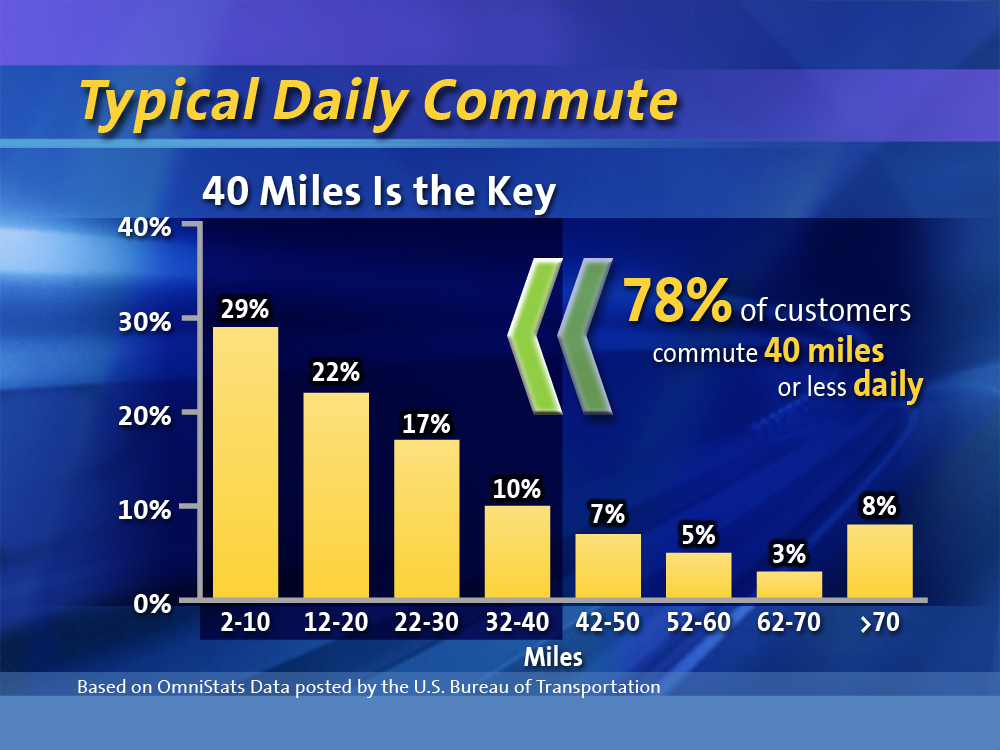 Typical Daily Commute
40 Miles Is the Key
40%
30%
20%
10%
0%
29%
22%
17%
10%
7%
5%
3%
8%
78% of customers
commute 40 miles
or less daily
2-10 12-20 22-30 32-40 42-50 52-60 62-70 >70
Miles
Based on OmniStats Data posted by the U.S. Bureau of Transportation